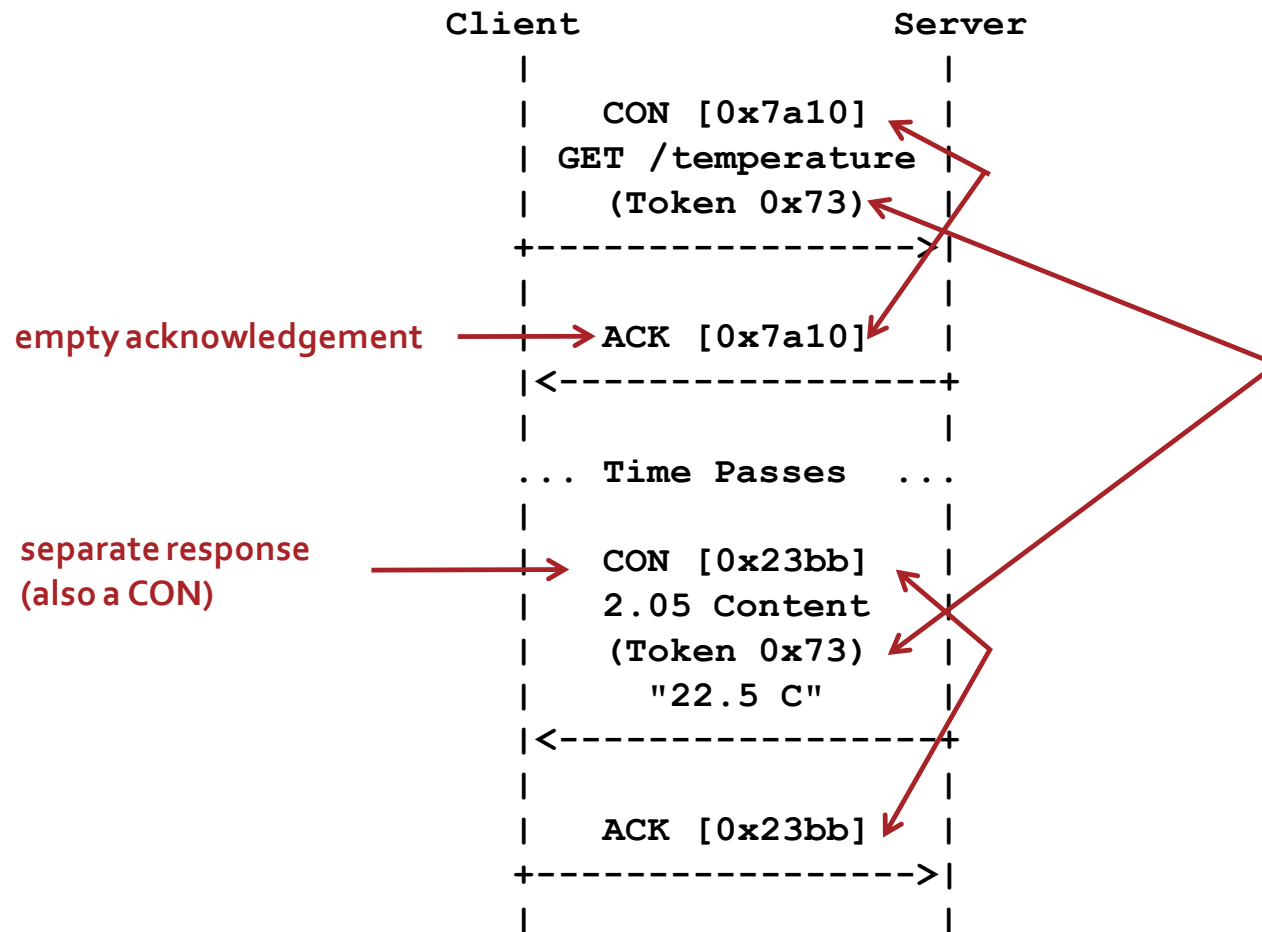 Client Server
| |
| CON [0x7a10] |
| GET /temperature |
| (Token 0x73) |
+------------------>|
| |
empty acknowledgement | ACK [0x7a10] |
|<------------------+
| |
... Time Passes ...
| |
separate response | CON [0x23bb] |
(also a CON) | 2.05 Content |
| (Token 0x73) |
| "22.5 C" |
|<------------------+
| |
| ACK [0x23bb] |
+------------------>|
| |